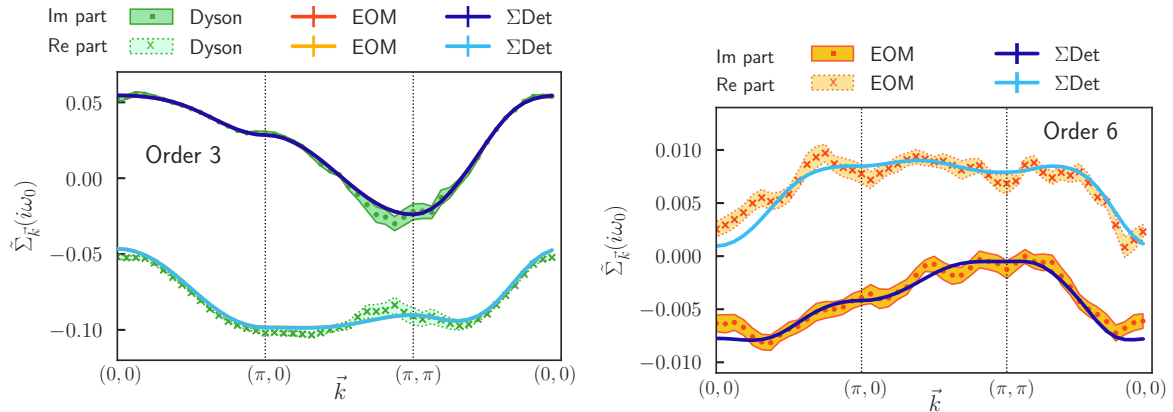 Im part Dyson EOM ΣDet
Re part Dyson EOM ΣDet
0.05
0.00
−0.05
−0.10
Order 3
Σ̃_k⃗(iω₀)
(0, 0) (π, 0) (π, π) (0, 0)
k⃗
Im part EOM ΣDet
Re part EOM ΣDet
0.010
0.005
0.000
−0.005
−0.010
Order 6
Σ̃_k⃗(iω₀)
(0, 0) (π, 0) (π, π) (0, 0)
k⃗